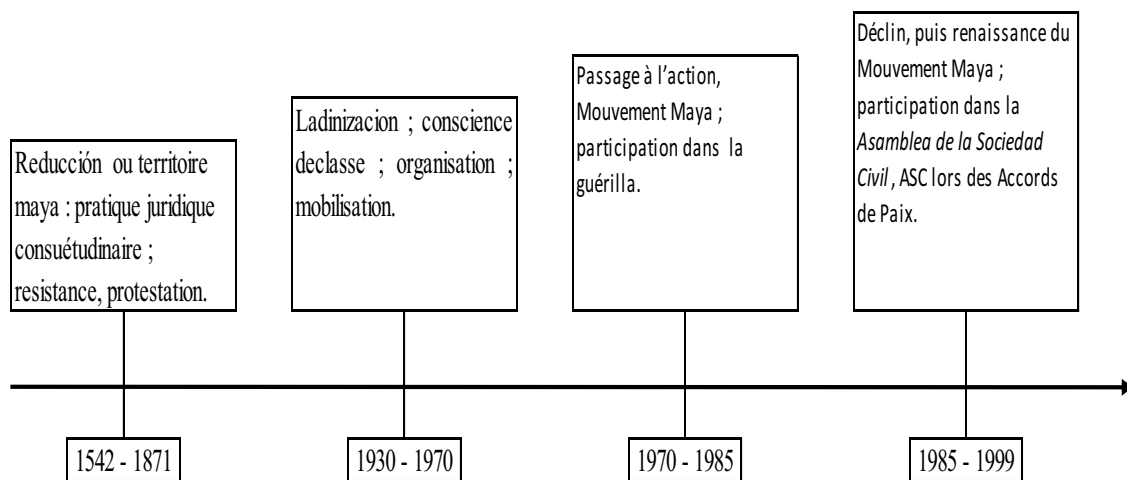 Reducción ou territoire
maya : pratique juridique
consuétudinaire ;
resistance, protestation.
Ladinizacion ; conscience
declasse ; organisation ;
mobilisation.
Passage à l’action,
Mouvement Maya ;
participation dans la
guérilla.
Déclin, puis renaissance du
Mouvement Maya ;
participation dans la
Asamblea de la Sociedad
Civil, ASC lors des Accords
de Paix.
1542 - 1871
1930 - 1970
1970 - 1985
1985 - 1999